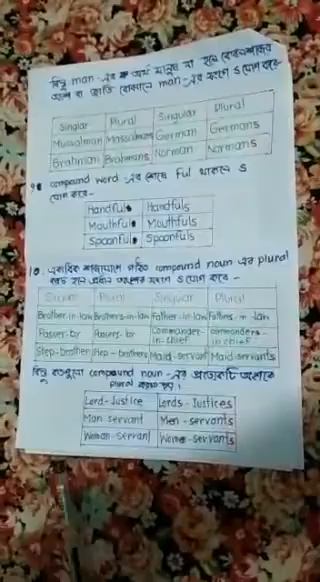 কিন্তু man-এর অর্থ মানুষ না হয়ে
বা জাতি বোঝালে man-এর সঙ্গে s যোগ করে
Singlar Plural Singular Plural
Mussalman Mussalmans German Germans
Brahman Brahmans Norman Normans
compound word-এর শেষে ful থাকলে s
যোগ করে-
Handful Handfuls
Mouthful Mouthfuls
Spoonful Spoonfuls
১০. একাধিক শব্দযোগে গঠিত compound noun-এর plural
করতে হলে প্রধান সঙ্গে s যোগ করে-
Singular Plural Singular Plural
Brother-in-law Brothers-in-law Father-in-law Fathers-in-law
Passer-by Passers-by Commander-in-chief Commanders-in-chief
Step-brother Step-brothers Maid-servant Maid-servants
কিন্তু কতগুলো compound noun-এর প্রত্যেকটি অংশকে
plural করতে হয়।
Lord-Justice Lords-Justices
Man servant Men-servants
Woman-servant Women-servants